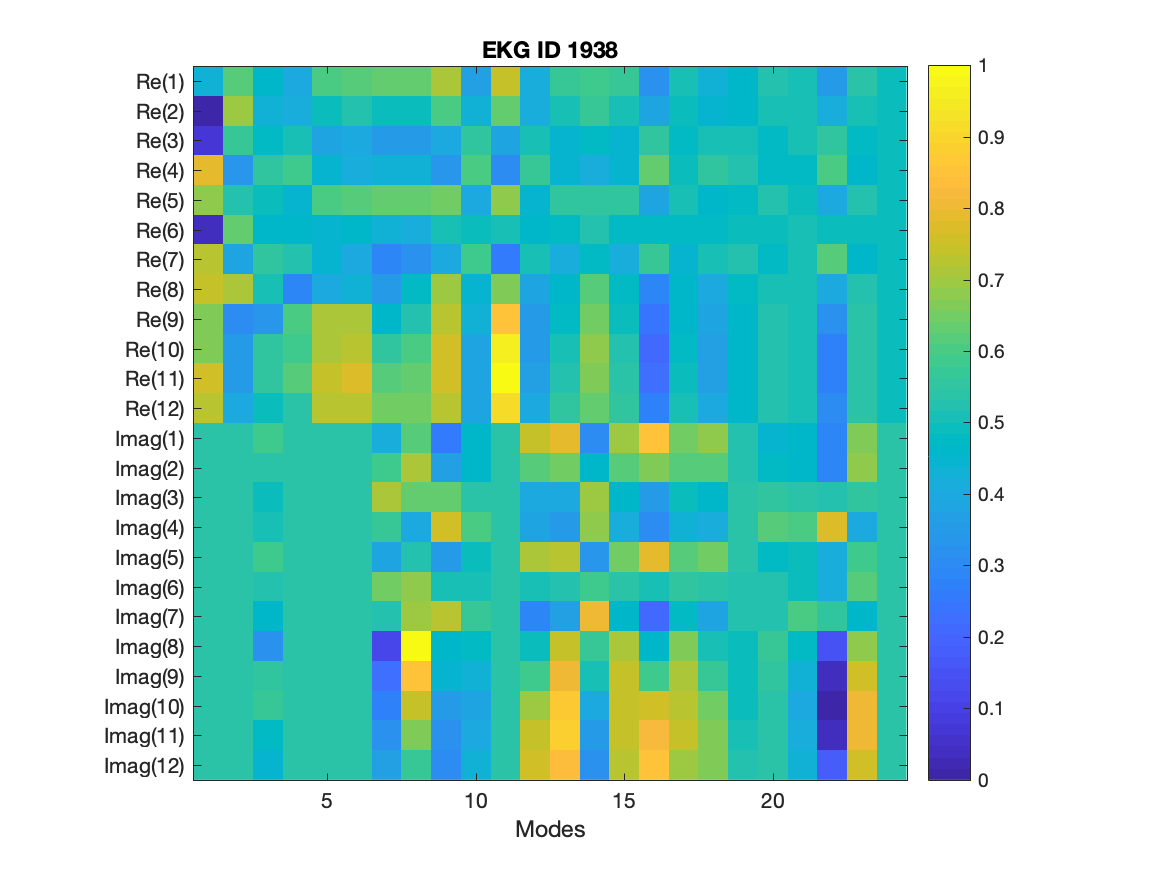 EKG ID 1938
Re(1)
Re(2)
Re(3)
Re(4)
Re(5)
Re(6)
Re(7)
Re(8)
Re(9)
Re(10)
Re(11)
Re(12)
Imag(1)
Imag(2)
Imag(3)
Imag(4)
Imag(5)
Imag(6)
Imag(7)
Imag(8)
Imag(9)
Imag(10)
Imag(11)
Imag(12)
5 10 15 20
Modes
1
0.9
0.8
0.7
0.6
0.5
0.4
0.3
0.2
0.1
0